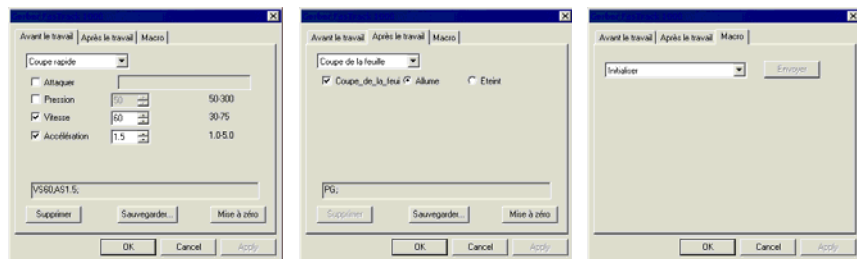 Avant le travail Après le travail Macro
Coupe rapide
Attaquer
Pression 50 50-300
Vitesse 60 30-75
Accélération 1.5 1.0-5.0
VS60,AS1.5;
Supprimer Sauvegarder... Mise à zéro
OK Cancel Apply
Avant le travail Après le travail Macro
Coupe de la feuille
Coupe_de_la_feui Allume Eteint
PG;
Supprimer Sauvegarder... Mise à zéro
OK Cancel Apply
Avant le travail Après le travail Macro
Initialiser Envoyer
OK Cancel Apply